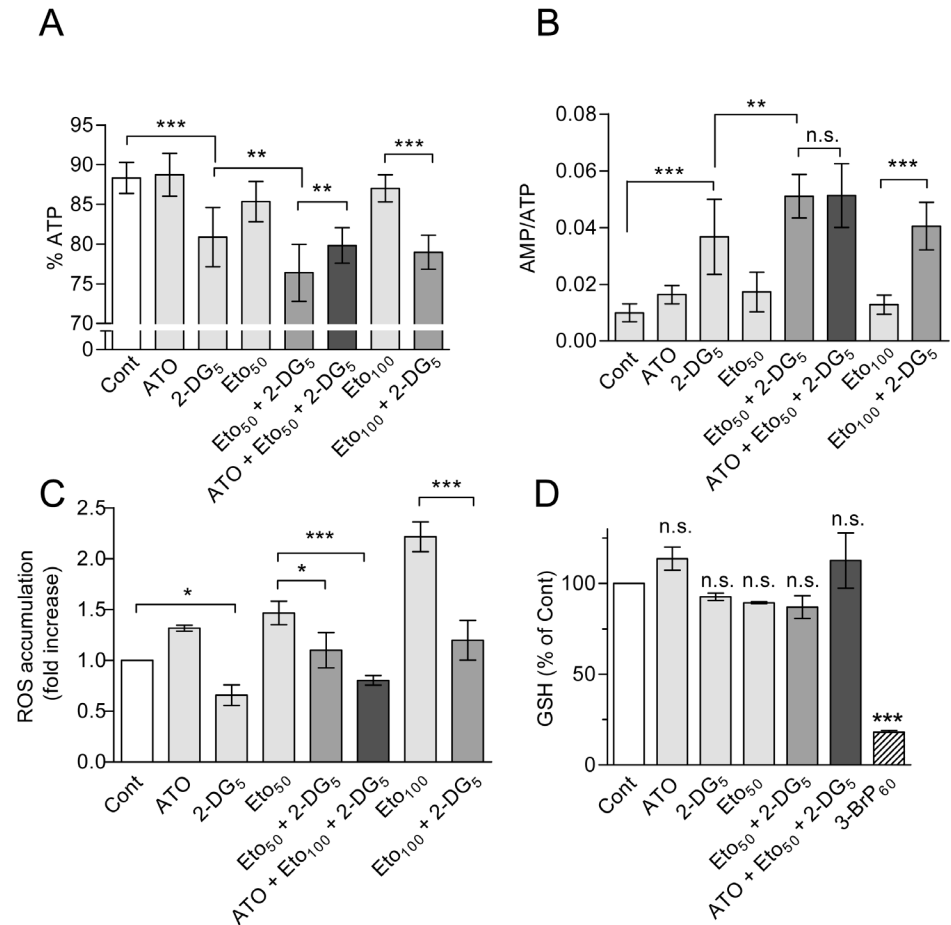 A
% ATP
95
90
85
80
75
70
0
***
**
**
***
Cont
ATO
2-DG₅
Eto₅₀
Eto₅₀ + 2-DG₅
ATO + Eto₅₀ + 2-DG₅
Eto₁₀₀
Eto₁₀₀ + 2-DG₅
B
AMP/ATP
0.08
0.06
0.04
0.02
0.00
***
**
n.s.
***
Cont
ATO
2-DG₅
Eto₅₀
Eto₅₀ + 2-DG₅
ATO + Eto₅₀ + 2-DG₅
Eto₁₀₀
Eto₁₀₀ + 2-DG₅
C
ROS accumulation
(fold increase)
2.5
2.0
1.5
1.0
0.5
0.0
*
***
*
***
Cont
ATO
2-DG₅
Eto₅₀
Eto₅₀ + 2-DG₅
ATO + Eto₁₀₀ + 2-DG₅
Eto₁₀₀
Eto₁₀₀ + 2-DG₅
D
GSH (% of Cont)
100
50
0
n.s.
n.s.
n.s.
n.s.
n.s.
***
Cont
ATO
2-DG₅
Eto₅₀
Eto₅₀ + 2-DG₅
ATO + Eto₅₀ + 2-DG₅
3-BrP₆₀